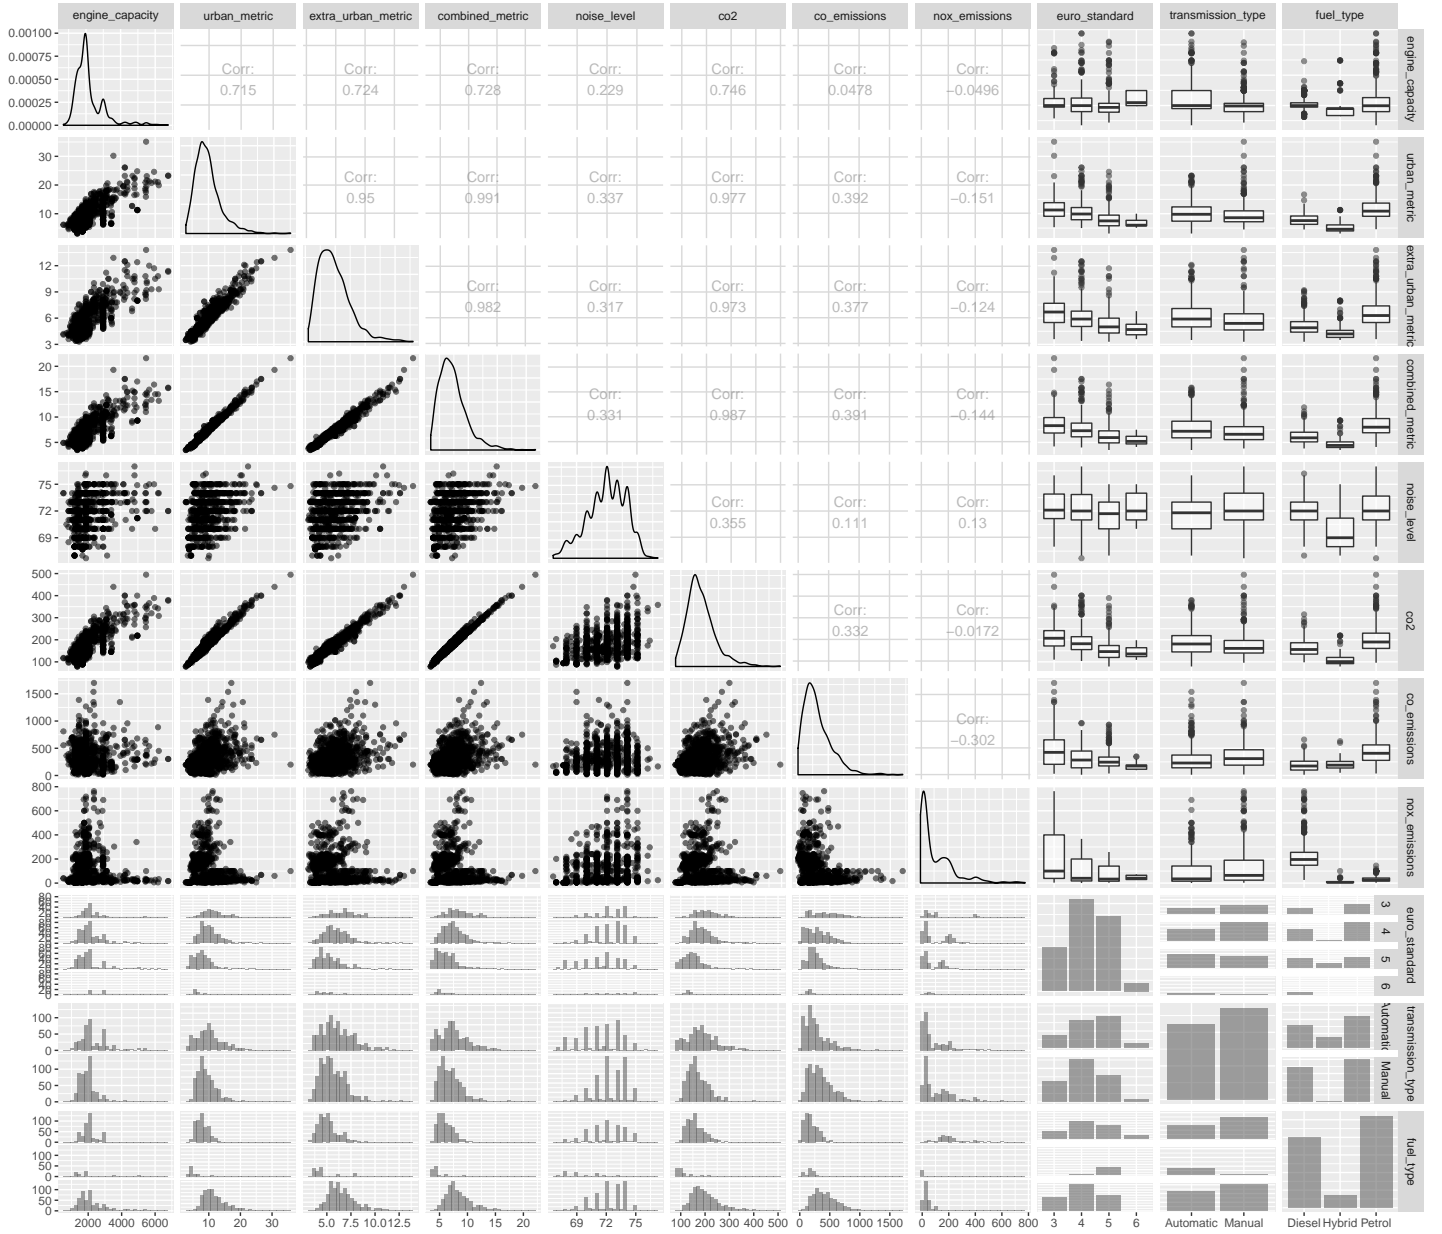 engine_capacity urban_metric extra_urban_metric combined_metric noise_level co2 co_emissions nox_emissions euro_standard transmission_type fuel_type
0.00100
0.00075
0.00050
0.00025
0.00000
Corr: Corr: Corr: Corr: Corr: Corr: Corr:
0.715 0.724 0.728 0.229 0.746 0.0478 −0.0496
engine_capacity
30
20
10
Corr: Corr: Corr: Corr: Corr: Corr:
0.95 0.991 0.337 0.977 0.392 −0.151
urban_metric
12
9
6
3
Corr: Corr: Corr: Corr: Corr:
0.982 0.317 0.973 0.377 −0.124
extra_urban_metric
20
15
10
5
Corr: Corr: Corr: Corr:
0.331 0.987 0.391 −0.144
combined_metric
75
72
69
Corr: Corr: Corr:
0.355 0.111 0.13
noise_level
500
400
300
200
100
Corr: Corr:
0.332 −0.0172
co2
1500
1000
500
0
Corr:
−0.302
co_emissions
800
600
400
200
0
nox_emissions
3
4
5
6
euro_standard
100
50
0
100
50
0
Automatic
Manual
transmission_type
100
50
0
100
50
0
100
50
0
fuel_type
2000 4000 6000 10 20 30 5.0 7.5 10.0 12.5 5 10 15 20 69 72 75 100 200 300 400 500 0 500 1000 1500 0 200 400 600 800 3 4 5 6 Automatic Manual Diesel Hybrid Petrol